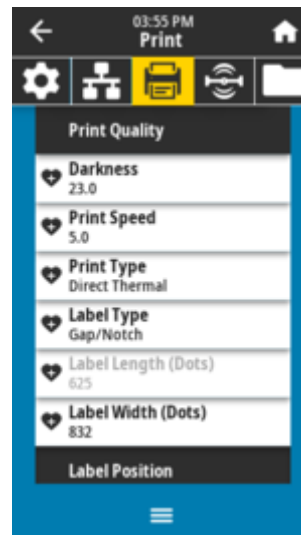 03:55 PM
Print
Print Quality
Darkness
23.0
Print Speed
5.0
Print Type
Direct Thermal
Label Type
Gap/Notch
Label Length (Dots)
625
Label Width (Dots)
832
Label Position